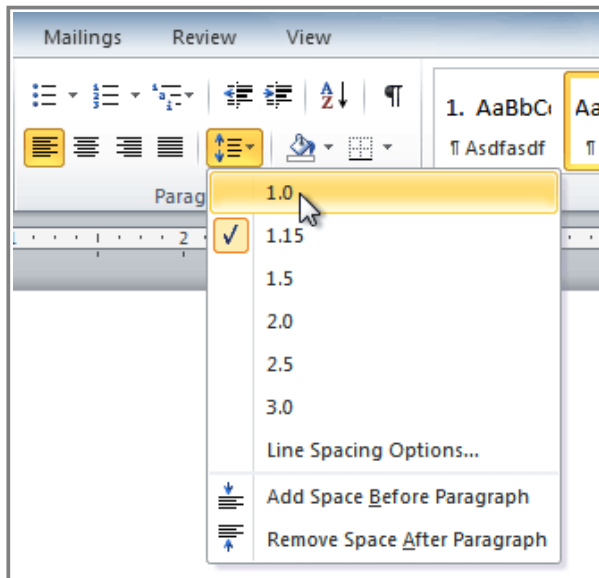 Mailings Review View
1. AaBbCc Aa
¶ Asdfasdf ¶
Parag
1.0
2
1.15
1.5
2.0
2.5
3.0
Line Spacing Options...
Add Space Before Paragraph
Remove Space After Paragraph